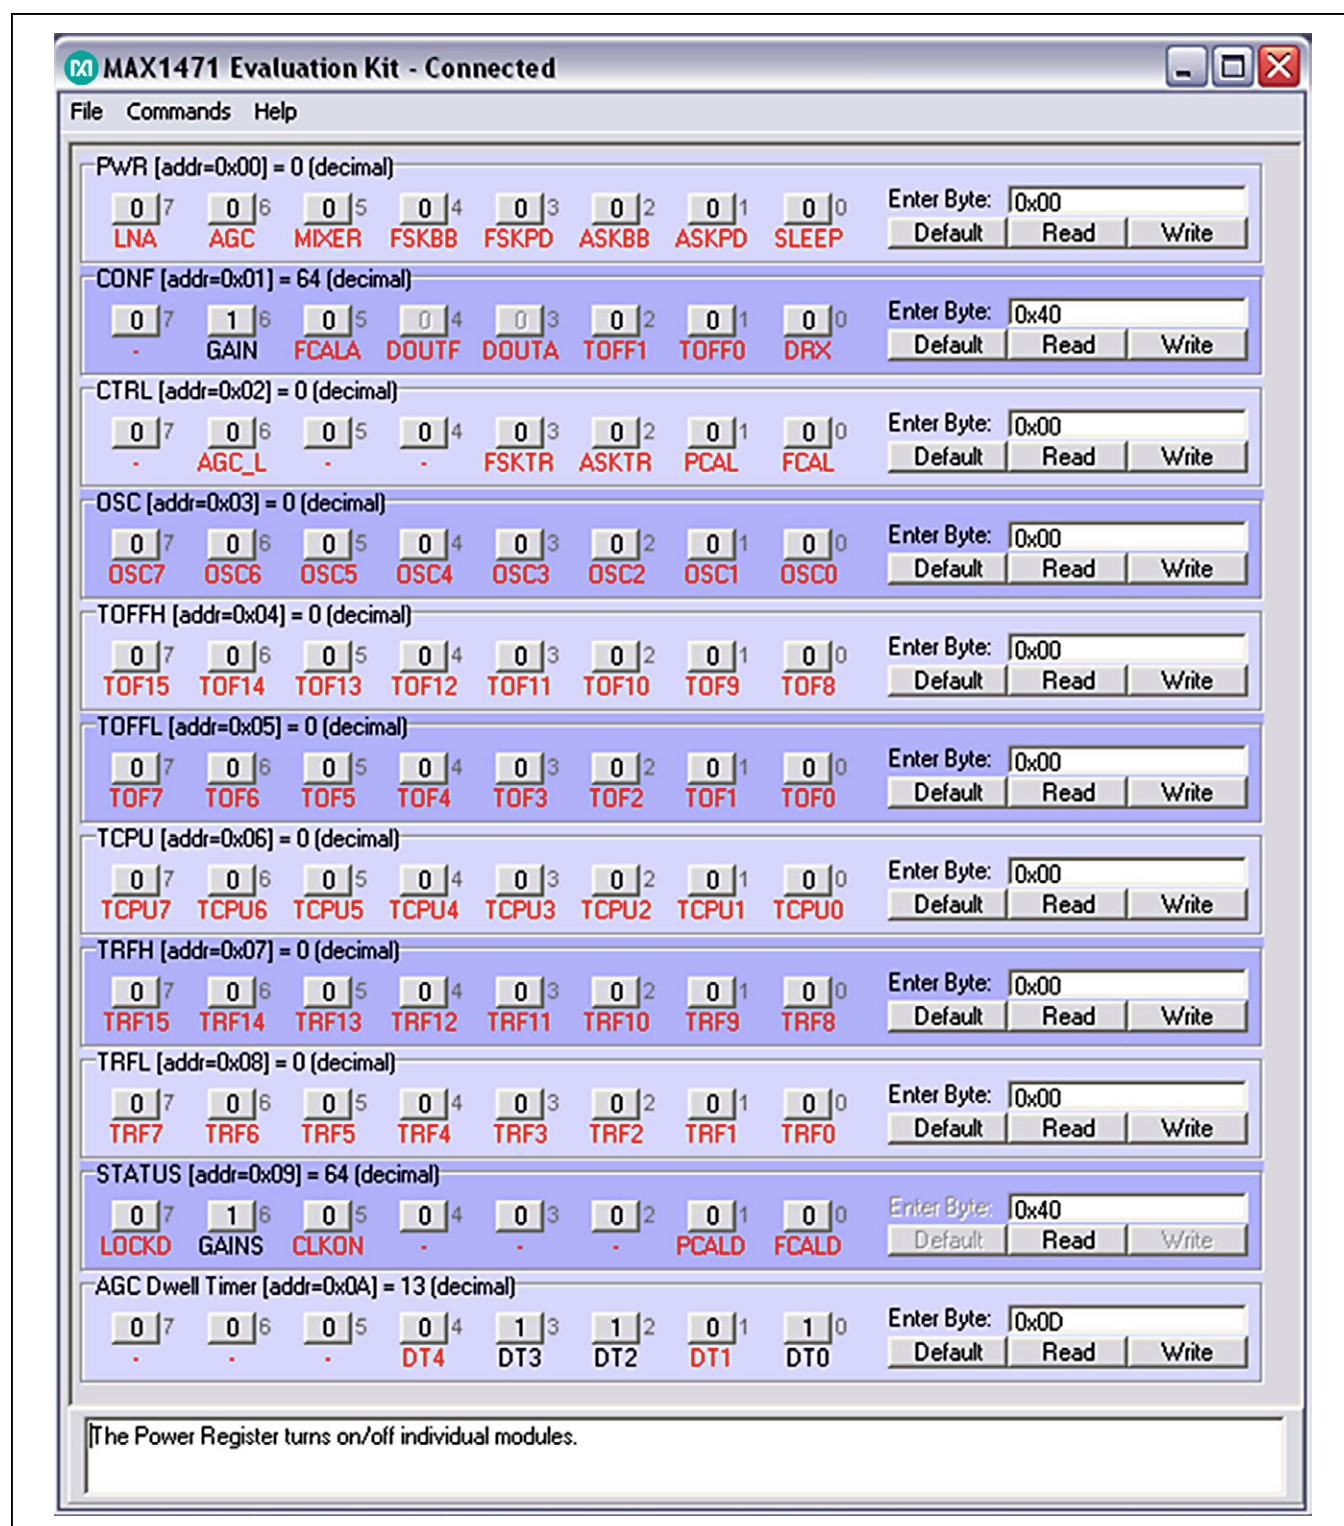 MAX1471 Evaluation Kit - Connected
File Commands Help
PWR [addr=0x00] = 0 (decimal)
0 7 0 6 0 5 0 4 0 3 0 2 0 1 0 0 Enter Byte: 0x00
LNA AGC MIXER FSKBB FSKPD ASKBB ASKPD SLEEP Default Read Write
CONF [addr=0x01] = 64 (decimal)
0 7 1 6 0 5 0 4 0 3 0 2 0 1 0 0 Enter Byte: 0x40
- GAIN FCALA DOUTF DOUTA TOFF1 TOFF0 DRX Default Read Write
CTRL [addr=0x02] = 0 (decimal)
0 7 0 6 0 5 0 4 0 3 0 2 0 1 0 0 Enter Byte: 0x00
- AGC_L - - FSKTR ASKTR PCAL FCAL Default Read Write
OSC [addr=0x03] = 0 (decimal)
0 7 0 6 0 5 0 4 0 3 0 2 0 1 0 0 Enter Byte: 0x00
OSC7 OSC6 OSC5 OSC4 OSC3 OSC2 OSC1 OSC0 Default Read Write
TOFFH [addr=0x04] = 0 (decimal)
0 7 0 6 0 5 0 4 0 3 0 2 0 1 0 0 Enter Byte: 0x00
TOF15 TOF14 TOF13 TOF12 TOF11 TOF10 TOF9 TOF8 Default Read Write
TOFFL [addr=0x05] = 0 (decimal)
0 7 0 6 0 5 0 4 0 3 0 2 0 1 0 0 Enter Byte: 0x00
TOF7 TOF6 TOF5 TOF4 TOF3 TOF2 TOF1 TOF0 Default Read Write
TCPU [addr=0x06] = 0 (decimal)
0 7 0 6 0 5 0 4 0 3 0 2 0 1 0 0 Enter Byte: 0x00
TCPU7 TCPU6 TCPU5 TCPU4 TCPU3 TCPU2 TCPU1 TCPU0 Default Read Write
TRFH [addr=0x07] = 0 (decimal)
0 7 0 6 0 5 0 4 0 3 0 2 0 1 0 0 Enter Byte: 0x00
TRF15 TRF14 TRF13 TRF12 TRF11 TRF10 TRF9 TRF8 Default Read Write
TRFL [addr=0x08] = 0 (decimal)
0 7 0 6 0 5 0 4 0 3 0 2 0 1 0 0 Enter Byte: 0x00
TRF7 TRF6 TRF5 TRF4 TRF3 TRF2 TRF1 TRF0 Default Read Write
STATUS [addr=0x09] = 64 (decimal)
0 7 1 6 0 5 0 4 0 3 0 2 0 1 0 0 Enter Byte: 0x40
LOCKD GAINS CLKON - - - PCALD FCALD Default Read Write
AGC Dwell Timer [addr=0x0A] = 13 (decimal)
0 7 0 6 0 5 0 4 1 3 1 2 0 1 1 0 Enter Byte: 0x0D
- - - DT4 DT3 DT2 DT1 DT0 Default Read Write
The Power Register turns on/off individual modules.